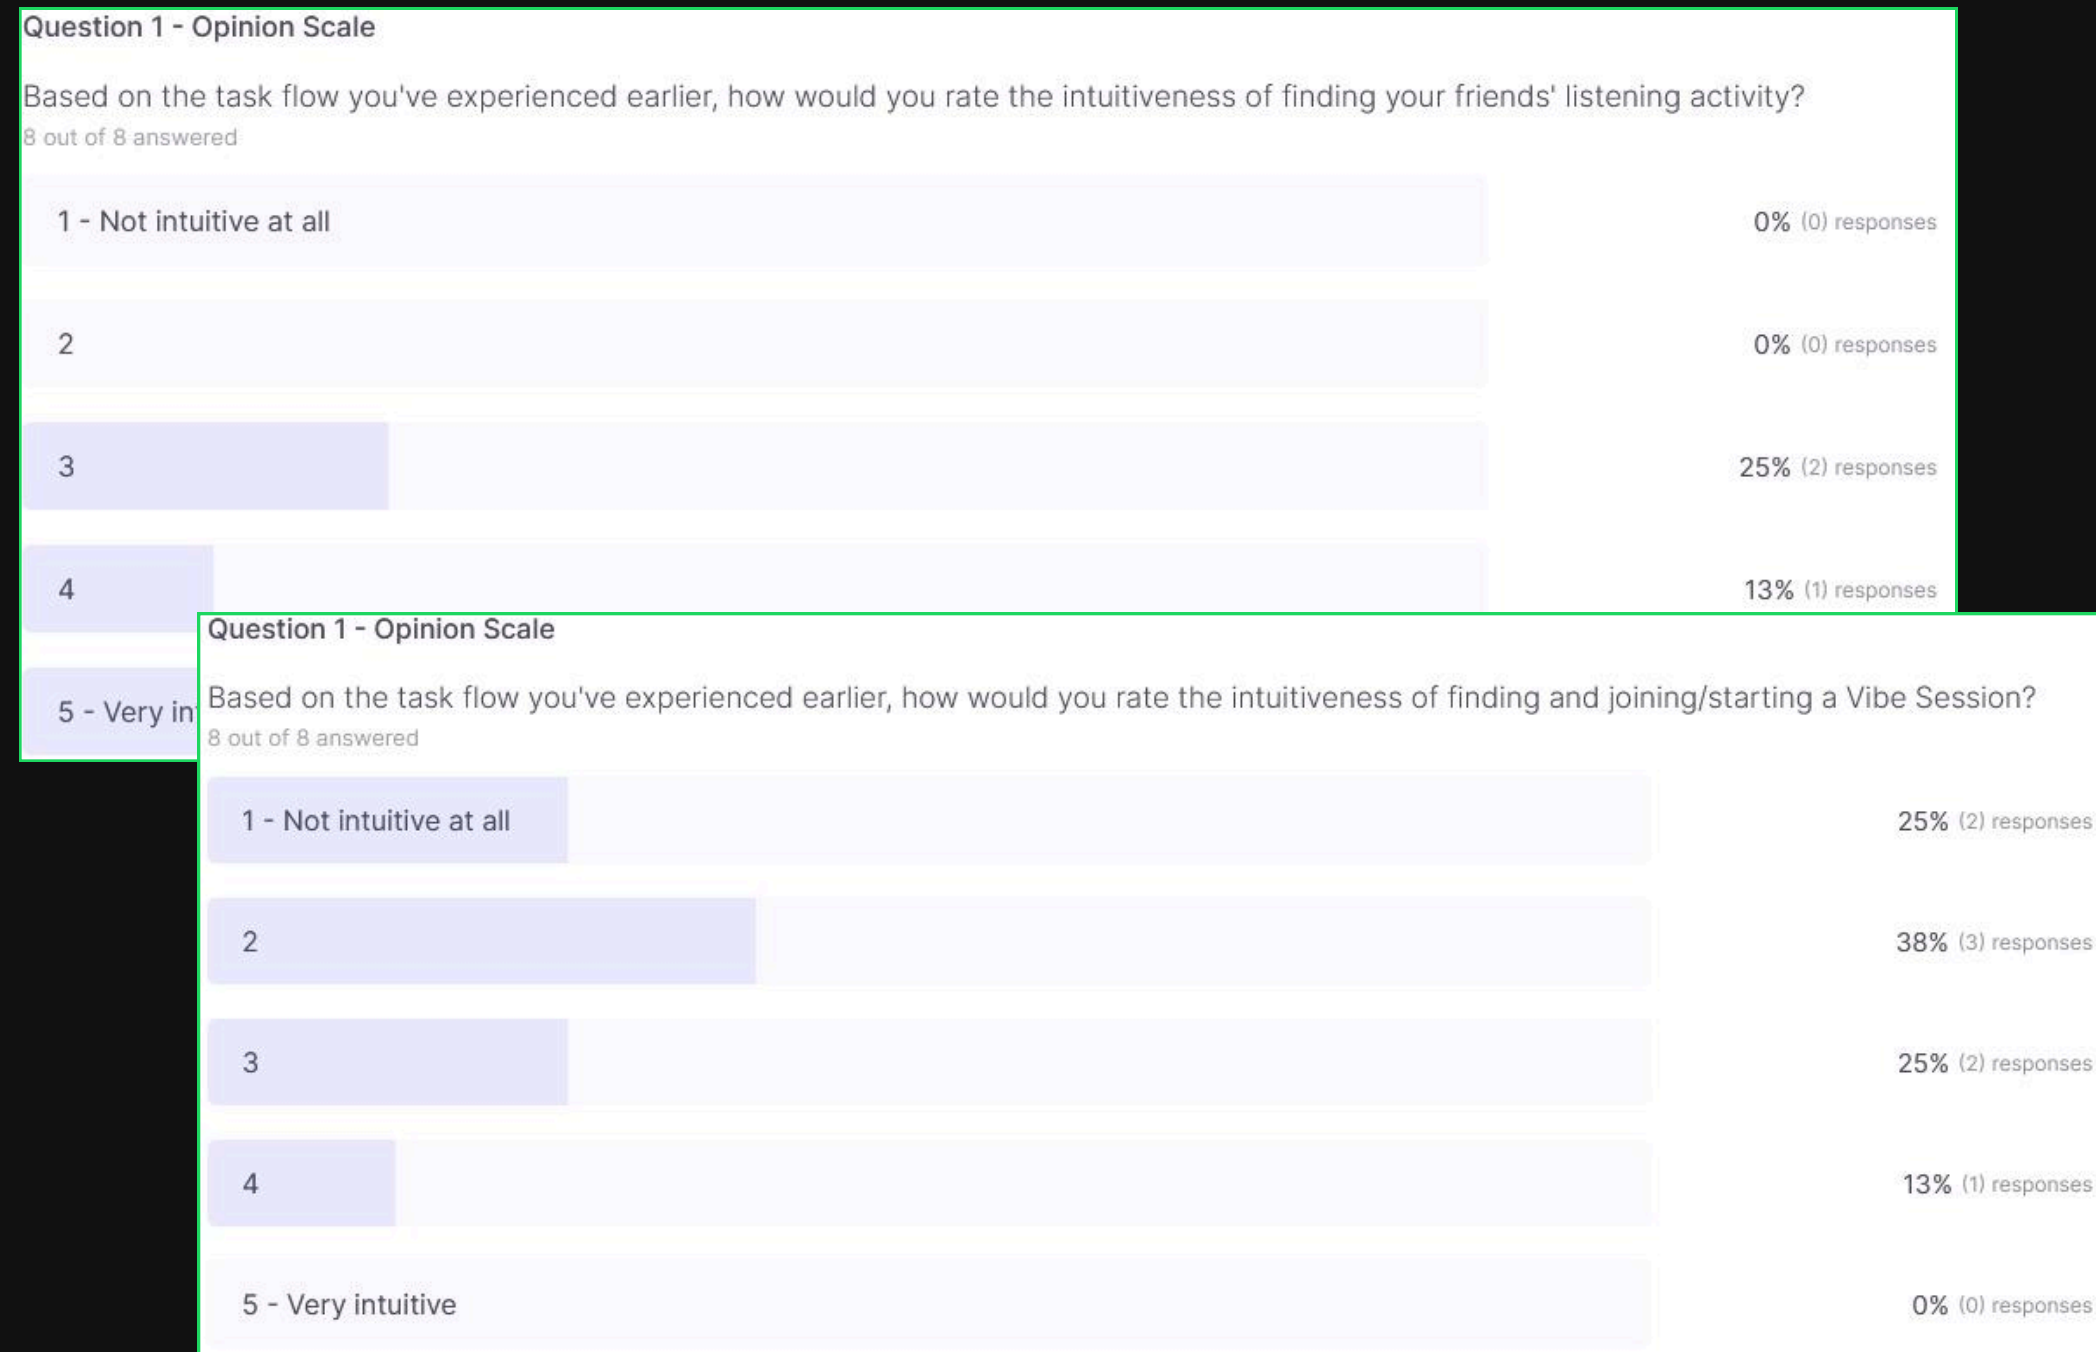 Question 1 - Opinion Scale
Based on the task flow you've experienced earlier, how would you rate the intuitiveness of finding your friends' listening activity?
8 out of 8 answered
1 - Not intuitive at all 0% (0) responses
2 0% (0) responses
3 25% (2) responses
4 13% (1) responses
5 - Very
Question 1 - Opinion Scale
Based on the task flow you've experienced earlier, how would you rate the intuitiveness of finding and joining/starting a Vibe Session?
8 out of 8 answered
1 - Not intuitive at all 25% (2) responses
2 38% (3) responses
3 25% (2) responses
4 13% (1) responses
5 - Very intuitive 0% (0) responses